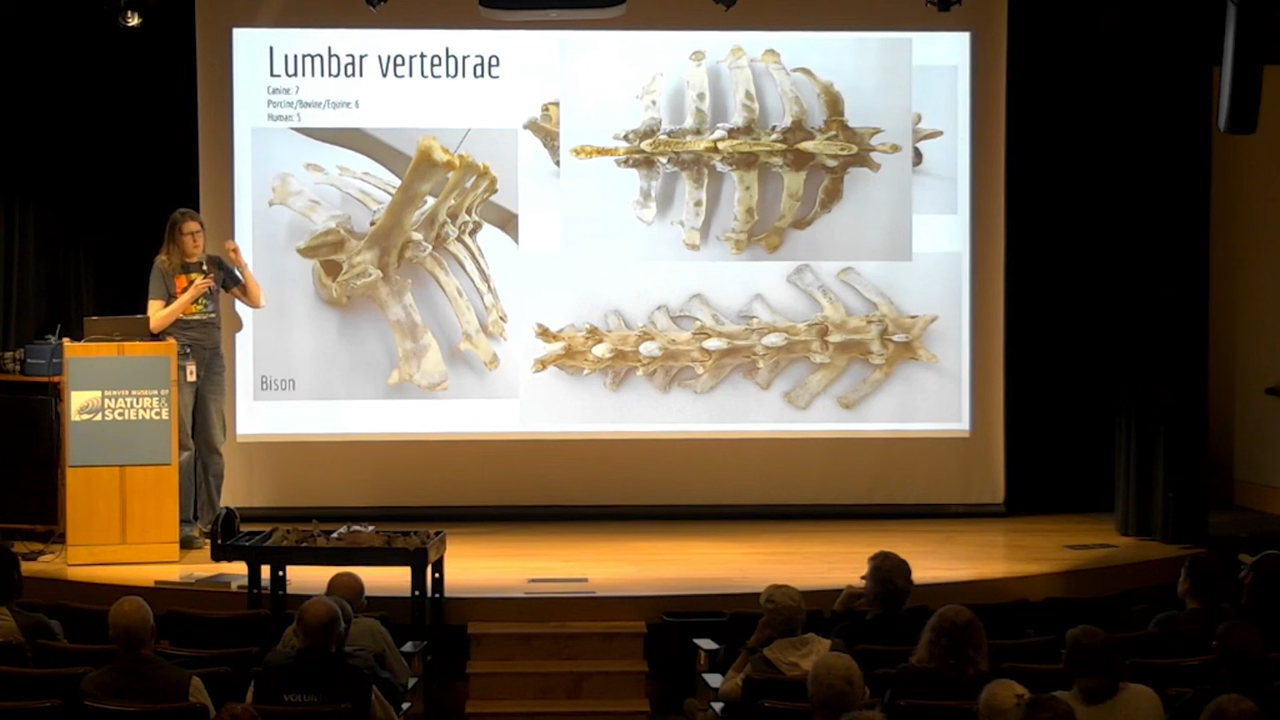 Lumbar vertebrae
Canine: 7
Porcine/Bovine/Equine: 6
Human: 5
Bison
DENVER MUSEUM OF
NATURE &
SCIENCE